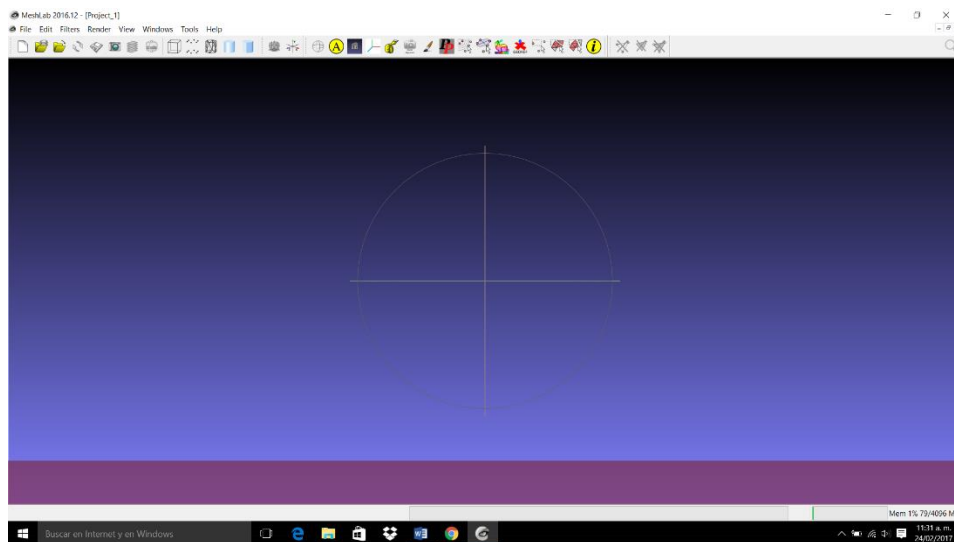 MeshLab 2016.12 - [Project_1]
File Edit Filters Render View Windows Tools Help
A
i
Mem 1% 79/4096 M
Buscar en Internet y en Windows
11:31 a. m.
24/02/2017